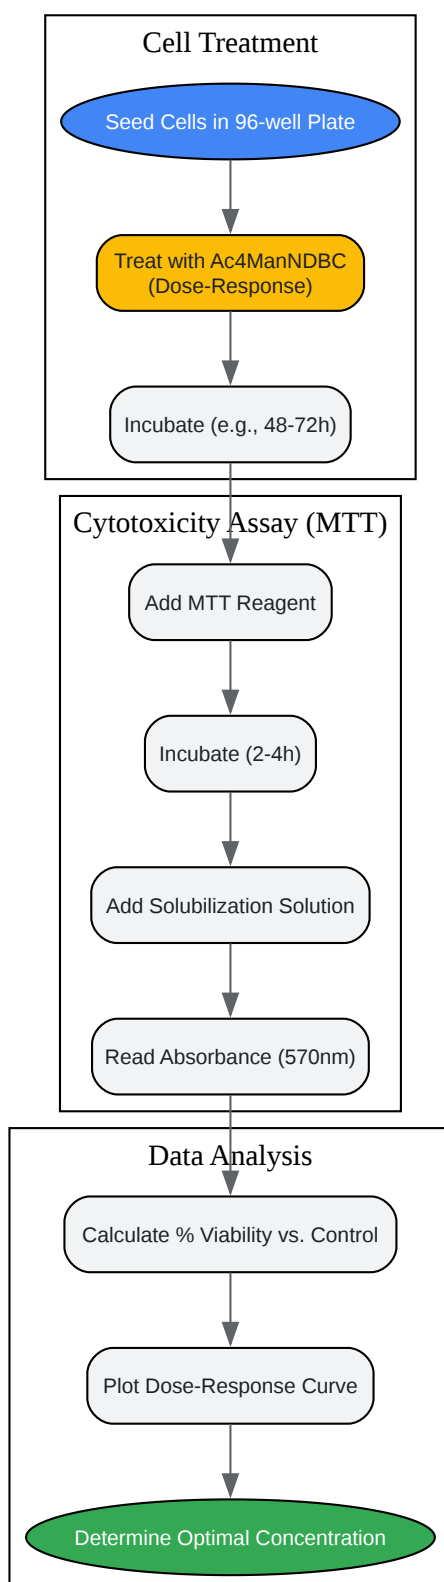 Cell Treatment
Seed Cells in 96-well Plate
Treat with Ac4ManNDBC
(Dose-Response)
Incubate (e.g., 48-72h)
Cytotoxicity Assay (MTT)
Add MTT Reagent
Incubate (2-4h)
Add Solubilization Solution
Read Absorbance (570nm)
Data Analysis
Calculate % Viability vs. Control
Plot Dose-Response Curve
Determine Optimal Concentration